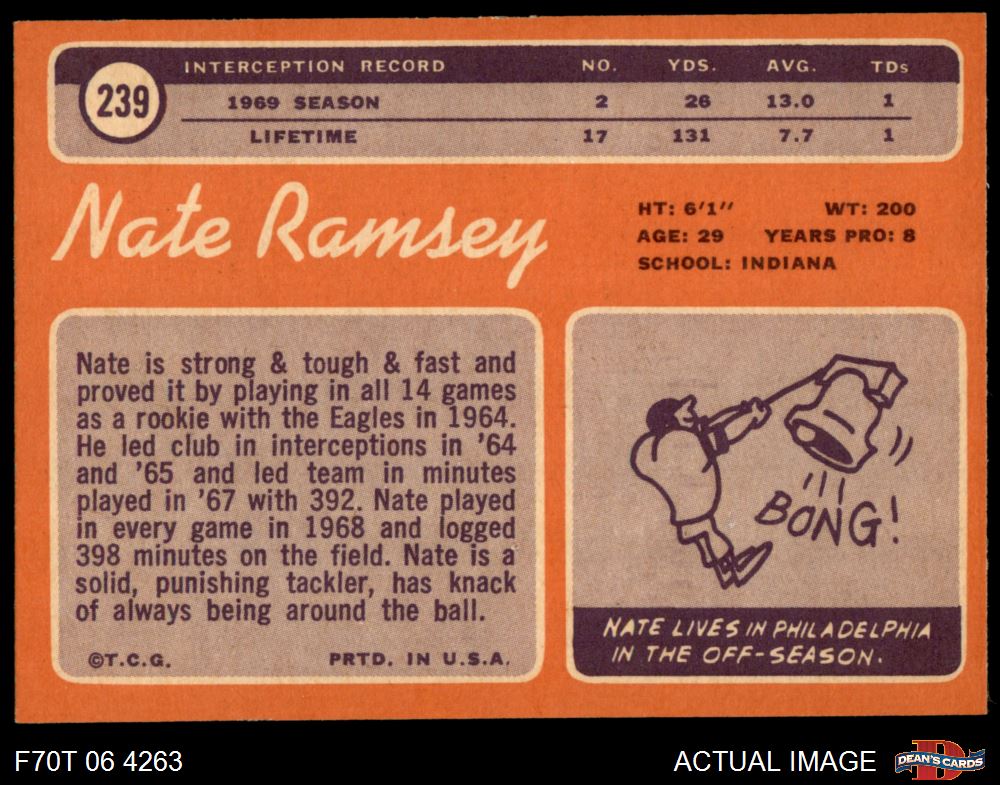 INTERCEPTION RECORD NO. YDS. AVG. TDs
239
1969 SEASON 2 26 13.0 1
LIFETIME 17 131 7.7 1
Nate Ramsey
HT: 6'1" WT: 200
AGE: 29 YEARS PRO: 8
SCHOOL: INDIANA
Nate is strong & tough & fast and
proved it by playing in all 14 games
as a rookie with the Eagles in 1964.
He led club in interceptions in '64
and '65 and led team in minutes
played in '67 with 392. Nate played
in every game in 1968 and logged
398 minutes on the field. Nate is a
solid, punishing tackler, has knack
of always being around the ball.
©T.C.G. PRTD. IN U.S.A.
BONG!
NATE LIVES IN PHILADELPHIA
IN THE OFF-SEASON.
F70T 06 4263 ACTUAL IMAGE
D
DEAN'S CARDS